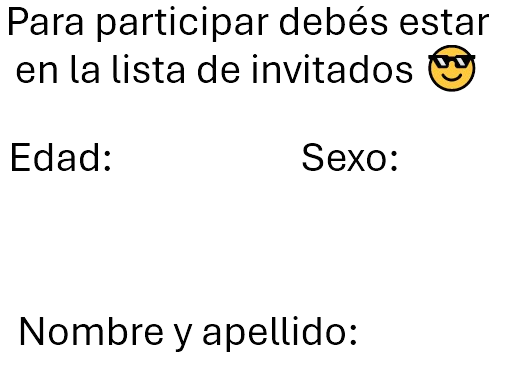 Para participar debés estar
en la lista de invitados 😎
Edad: Sexo:
Nombre y apellido: